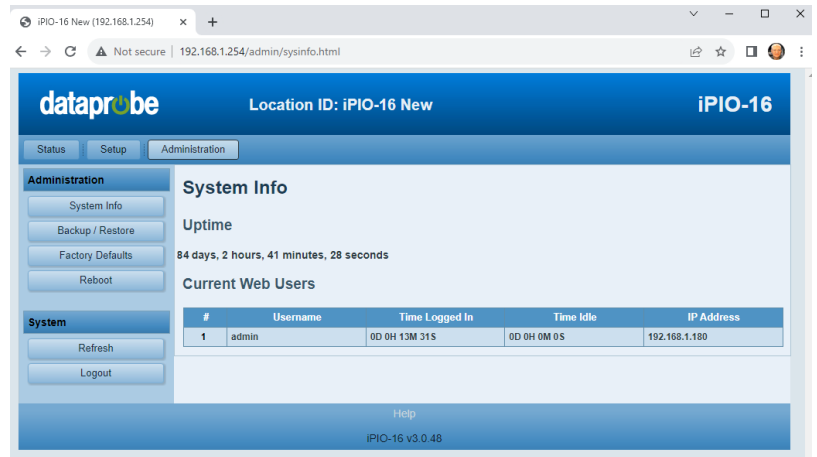 iPIO-16 New (192.168.1.254)
Not secure | 192.168.1.254/admin/sysinfo.html
dataprobe Location ID: iPIO-16 New iPIO-16
Status Setup Administration
Administration
System Info
Backup / Restore
Factory Defaults
Reboot
System
Refresh
Logout
System Info
Uptime
84 days, 2 hours, 41 minutes, 28 seconds
Current Web Users
# Username Time Logged In Time Idle IP Address
1 admin 0D 0H 13M 31S 0D 0H 0M 0S 192.168.1.180
Help
iPIO-16 v3.0.48